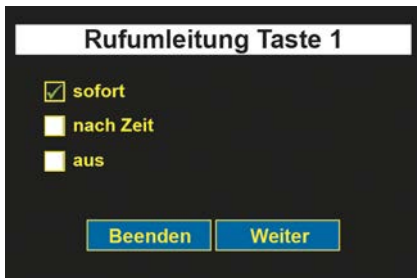 Rufumleitung Taste 1
sofort
nach Zeit
aus
Beenden Weiter